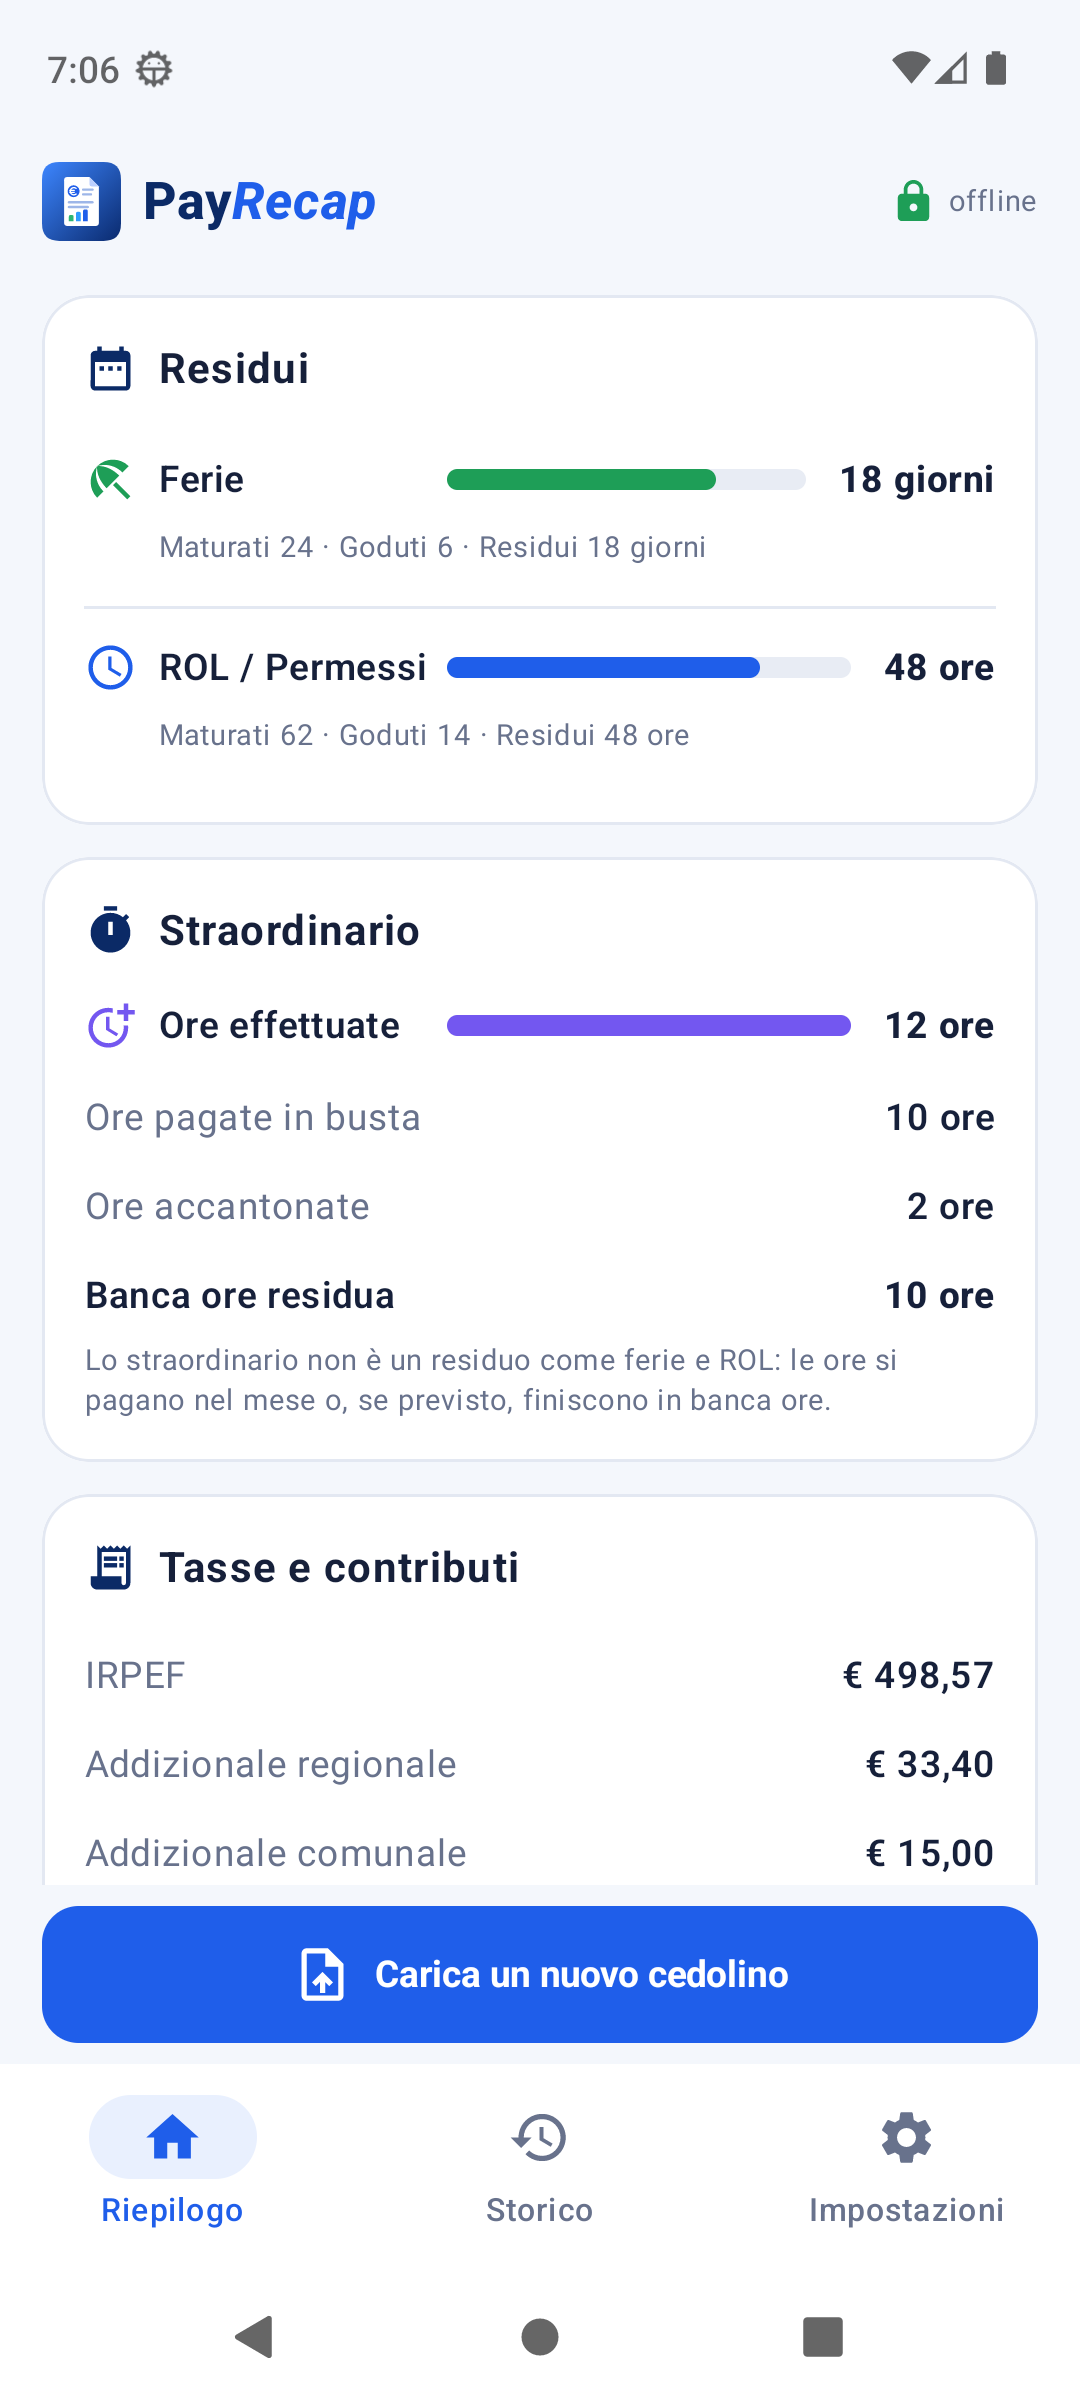 7:06
PayRecap
offline
Residui
Ferie
18 giorni
Maturati 24 · Goduti 6 · Residui 18 giorni
ROL / Permessi
48 ore
Maturati 62 · Goduti 14 · Residui 48 ore
Straordinario
Ore effettuate
12 ore
Ore pagate in busta
10 ore
Ore accantonate
2 ore
Banca ore residua
10 ore
Lo straordinario non è un residuo come ferie e ROL: le ore si
pagano nel mese o, se previsto, finiscono in banca ore.
Tasse e contributi
IRPEF
€ 498,57
Addizionale regionale
€ 33,40
Addizionale comunale
€ 15,00
Carica un nuovo cedolino
Riepilogo
Storico
Impostazioni